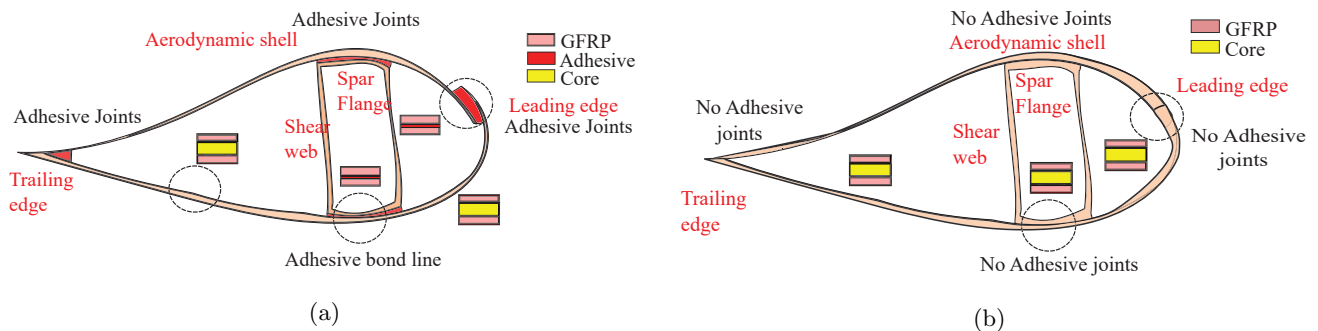 Adhesive Joints
Aerodynamic shell
GFRP
Adhesive
Core
Spar
Flange
Leading edge
Adhesive Joints
Adhesive Joints
Shear
web
Trailing
edge
Adhesive bond line
(a)
No Adhesive Joints
Aerodynamic shell
GFRP
Core
Spar
Flange
Leading edge
No Adhesive
joints
No Adhesive
joints
Shear
web
Trailing
edge
No Adhesive joints
(b)